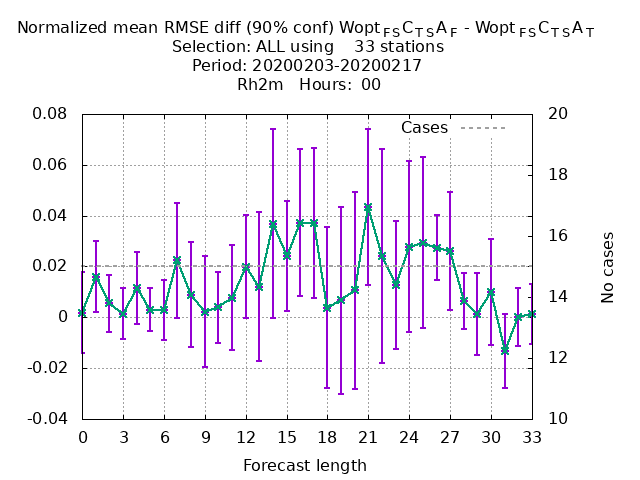 Normalized mean RMSE diff (90% conf) Wopt FS C TS A F - Wopt FS C TS A T
Selection: ALL using 33 stations
Period: 20200203-20200217
Rh2m Hours: 00
Cases
0.08
0.06
0.04
0.02
0
-0.02
-0.04
20
18
16
14
12
10
No cases
0 3 6 9 12 15 18 21 24 27 30 33
Forecast length